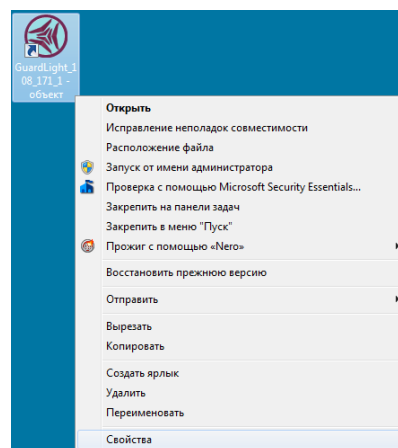 GuardLight_1
08_171_1 -
объект
Открыть
Исправление неполадок совместимости
Расположение файла
Запуск от имени администратора
Проверка с помощью Microsoft Security Essentials...
Закрепить на панели задач
Закрепить в меню "Пуск"
Прожиг с помощью «Nero»
Восстановить прежнюю версию
Отправить
Вырезать
Копировать
Создать ярлык
Удалить
Переименовать
Свойства